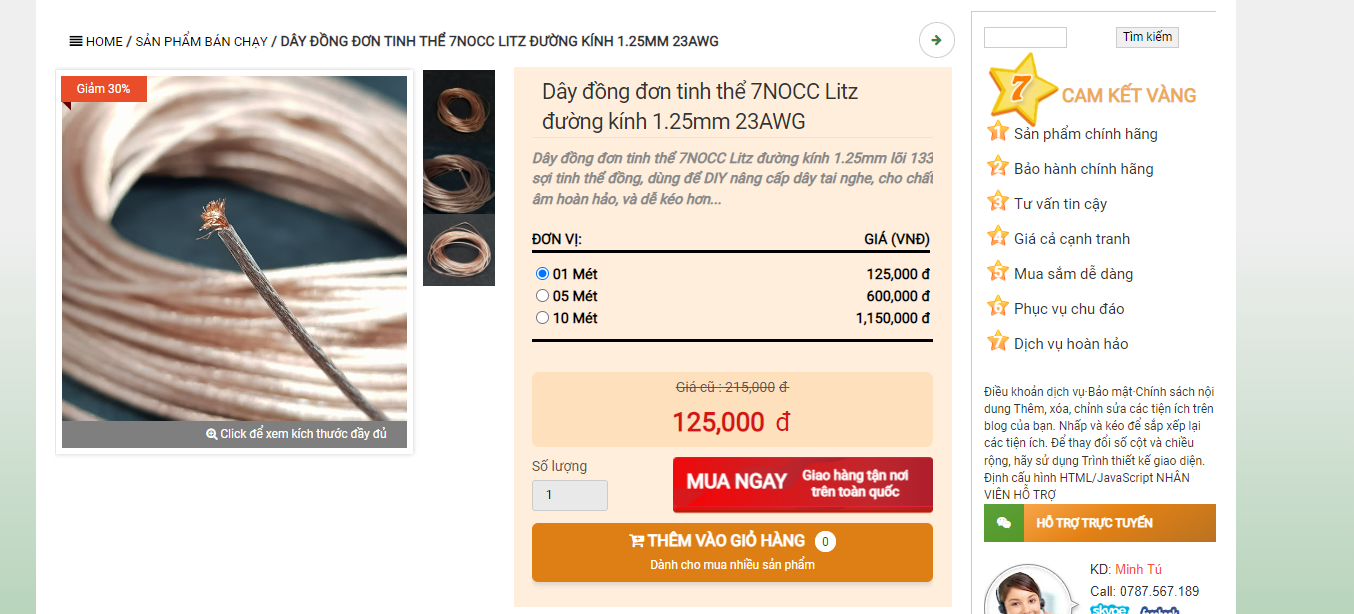 HOME / SẢN PHẨM BÁN CHẠY / DÂY ĐỒNG ĐƠN TINH THỂ 7NOCC LITZ ĐƯỜNG KÍNH 1.25MM 23AWG
Giảm 30%
Click để xem kích thước đầy đủ
Dây đồng đơn tinh thể 7NOCC Litz
đường kính 1.25mm 23AWG
Dây đồng đơn tinh thể 7NOCC Litz đường kính 1.25mm lõi 133
sợi tinh thể đồng, dùng để DIY nâng cấp dây tai nghe, cho chất
âm hoàn hảo, và dễ kéo hơn...
ĐƠN VỊ: GIÁ (VNĐ)
01 Mét 125,000 đ
05 Mét 600,000 đ
10 Mét 1,150,000 đ
Giá cũ : 215,000 đ
125,000 đ
Số lượng
1
MUA NGAY
Giao hàng tận nơi
trên toàn quốc
THÊM VÀO GIỎ HÀNG 0
Dành cho mua nhiều sản phẩm
Tìm kiếm
7 CAM KẾT VÀNG
1 Sản phẩm chính hãng
2 Bảo hành chính hãng
3 Tư vấn tin cậy
4 Giá cả cạnh tranh
5 Mua sắm dễ dàng
6 Phục vụ chu đáo
7 Dịch vụ hoàn hảo
Điều khoản dịch vụ·Bảo mật·Chính sách nội
dung Thêm, xóa, chỉnh sửa các tiện ích trên
blog của bạn. Nhấp và kéo để sắp xếp lại
các tiện ích. Để thay đổi số cột và chiều
rộng, hãy sử dụng Trình thiết kế giao diện.
Định cấu hình HTML/JavaScript NHÂN
VIÊN HỖ TRỢ
HỖ TRỢ TRỰC TUYẾN
KD: Minh Tú
Call: 0787.567.189
skype facebook